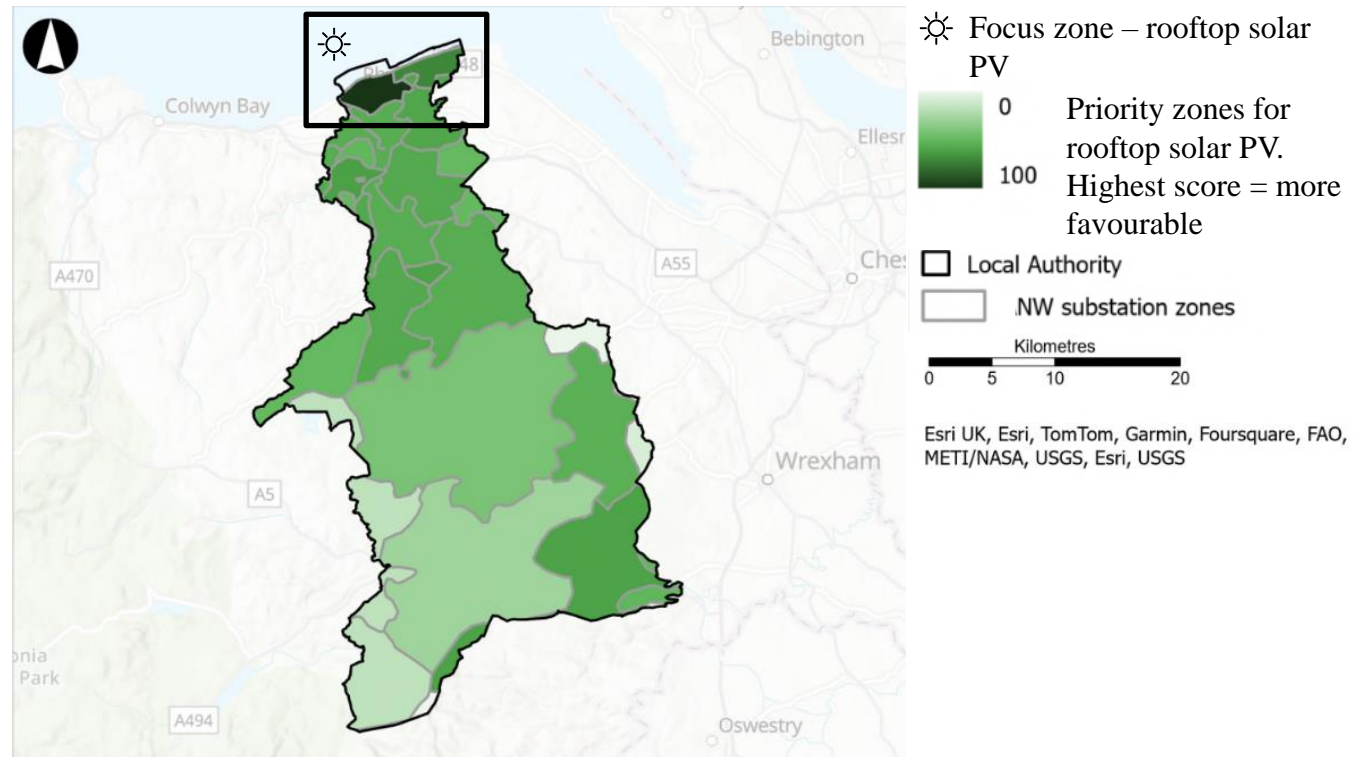 Bebington
48
Colwyn Bay
A470
A55
A5
Wrexham
A494
Oswestry
Park
Focus zone – rooftop solar
PV
0
100
Priority zones for
rooftop solar PV.
Highest score = more
favourable
Local Authority
NW substation zones
Kilometres
0 5 10 20
Esri UK, Esri, TomTom, Garmin, Foursquare, FAO,
METI/NASA, USGS, Esri, USGS